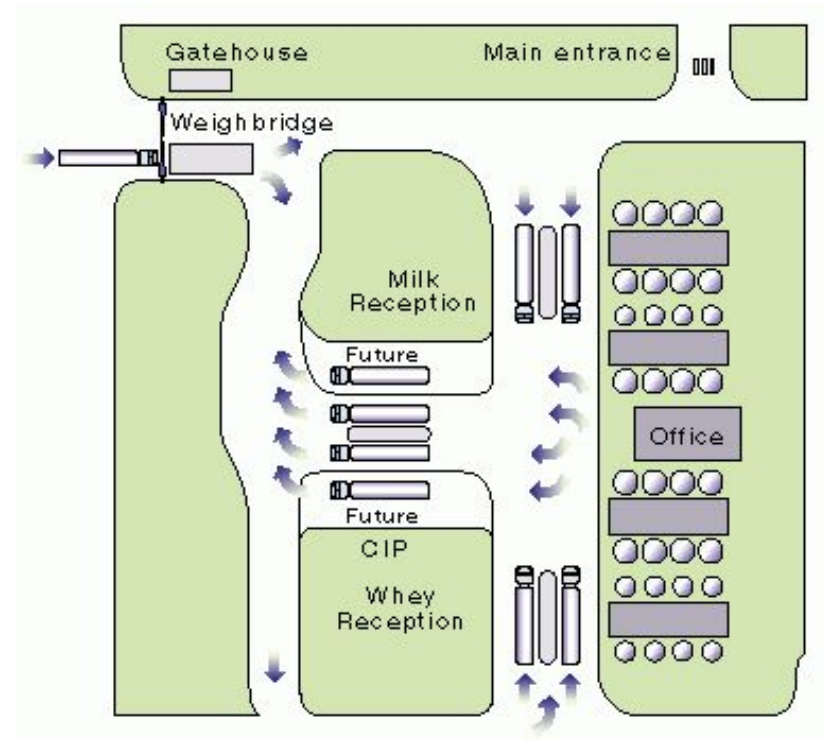 Gatehouse
Main entrance
Weighbridge
Milk
Reception
Future
Office
Future
CIP
Whey
Reception